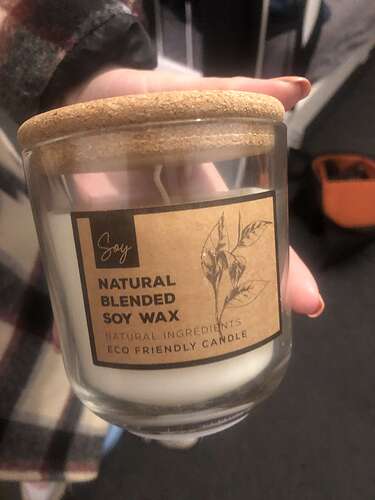 Soy
NATURAL
BLENDED
SOY WAX
NATURAL INGREDIENTS
ECO FRIENDLY CANDLE